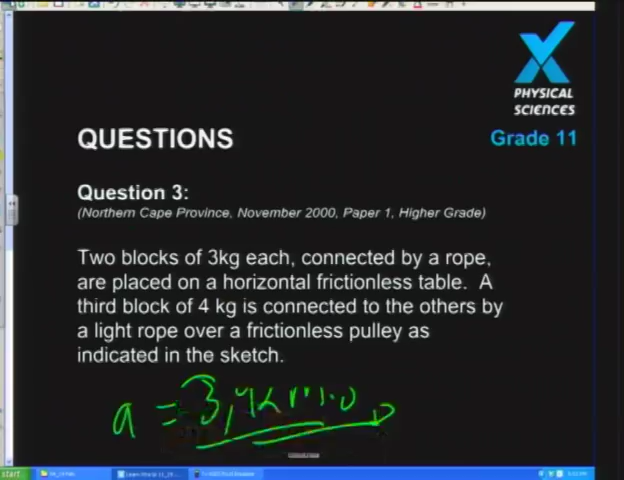 PHYSICAL
SCIENCES
Grade 11
QUESTIONS
Question 3:
(Northern Cape Province, November 2000, Paper 1, Higher Grade)
Two blocks of 3kg each, connected by a rope,
are placed on a horizontal frictionless table. A
third block of 4 kg is connected to the others by
a light rope over a frictionless pulley as
indicated in the sketch.
a =
start